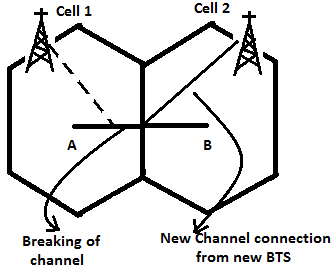 Cell 1
Cell 2
A
B
Breaking of
channel
New Channel connection
from new BTS